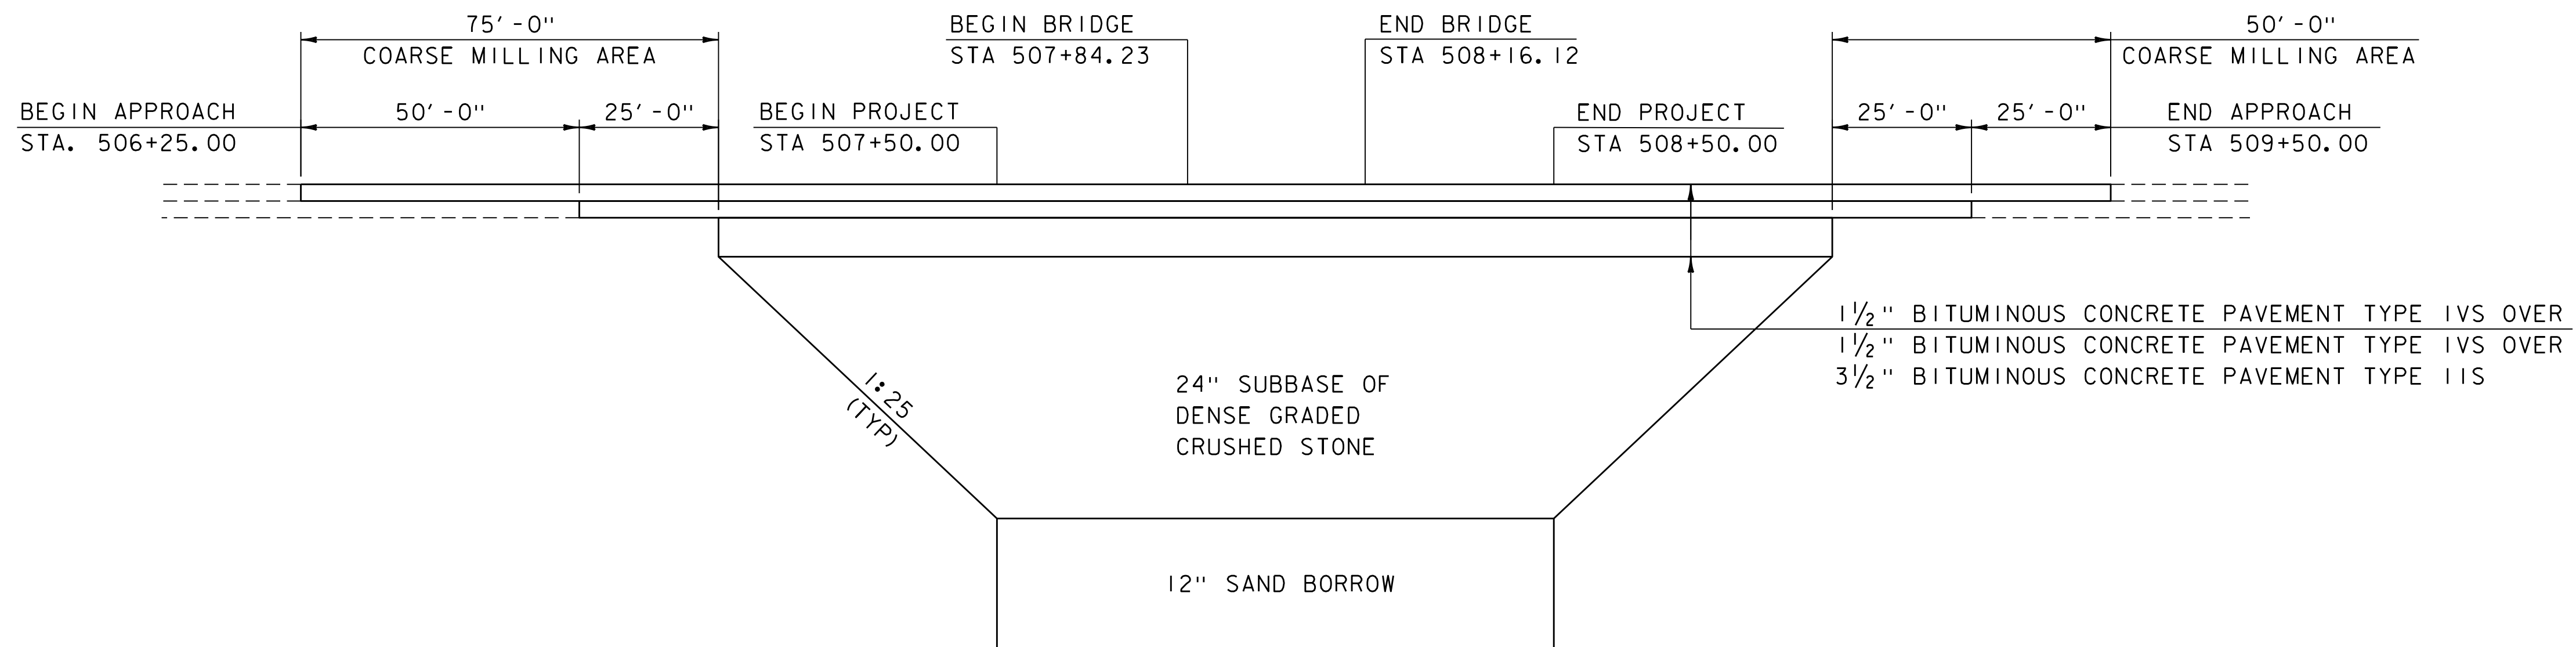 75'-0"
COARSE MILLING AREA
BEGIN BRIDGE
STA 507+84.23
END BRIDGE
STA 508+16.12
50'-0"
COARSE MILLING AREA
BEGIN APPROACH
STA. 506+25.00
50'-0"
25'-0"
BEGIN PROJECT
STA 507+50.00
END PROJECT
STA 508+50.00
25'-0"
25'-0"
END APPROACH
STA 509+50.00
1½" BITUMINOUS CONCRETE PAVEMENT TYPE IVS OVER
1½" BITUMINOUS CONCRETE PAVEMENT TYPE IVS OVER
3½" BITUMINOUS CONCRETE PAVEMENT TYPE IIS
1:25
(TYP)
24" SUBBASE OF
DENSE GRADED
CRUSHED STONE
12" SAND BORROW